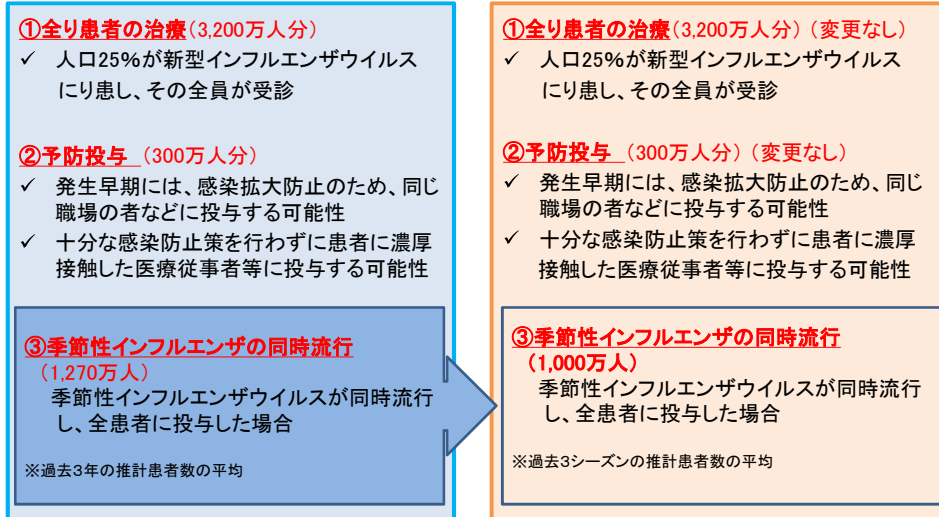 ①全り患者の治療(3,200万人分)
✓ 人口25%が新型インフルエンザウイルス
にり患し、その全員が受診
②予防投与 (300万人分)
✓ 発生早期には、感染拡大防止のため、同じ
職場の者などに投与する可能性
✓ 十分な感染防止策を行わずに患者に濃厚
接触した医療従事者等に投与する可能性
③季節性インフルエンザの同時流行
(1,270万人)
季節性インフルエンザウイルスが同時流行
し、全患者に投与した場合
※過去3年の推計患者数の平均
①全り患者の治療(3,200万人分)(変更なし)
✓ 人口25%が新型インフルエンザウイルス
にり患し、その全員が受診
②予防投与 (300万人分)(変更なし)
✓ 発生早期には、感染拡大防止のため、同じ
職場の者などに投与する可能性
✓ 十分な感染防止策を行わずに患者に濃厚
接触した医療従事者等に投与する可能性
③季節性インフルエンザの同時流行
(1,000万人)
季節性インフルエンザウイルスが同時流行
し、全患者に投与した場合
※過去3シーズンの推計患者数の平均